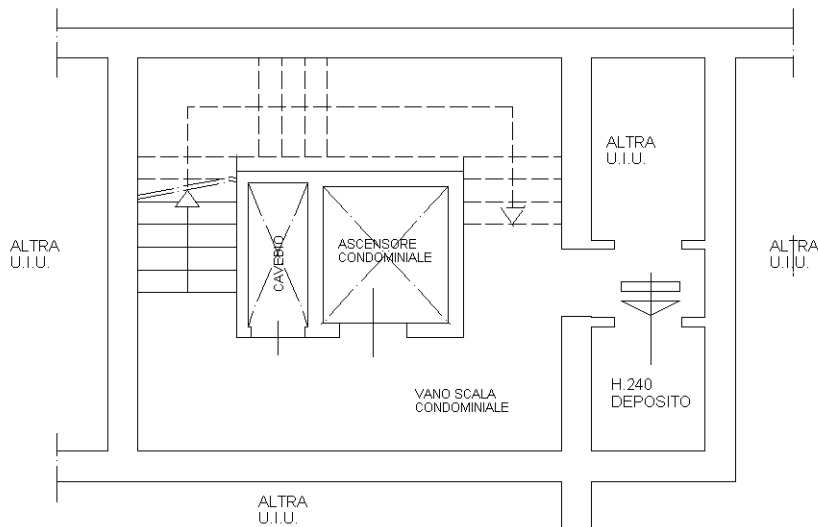 ALTRA
U.I.U.
ALTRA
U.I.U.
ALTRA
U.I.U.
CAVEDIO
ASCENSORE
CONDOMINIALE
VANO SCALA
CONDOMINIALE
H.240
DEPOSITO
ALTRA
U.I.U.